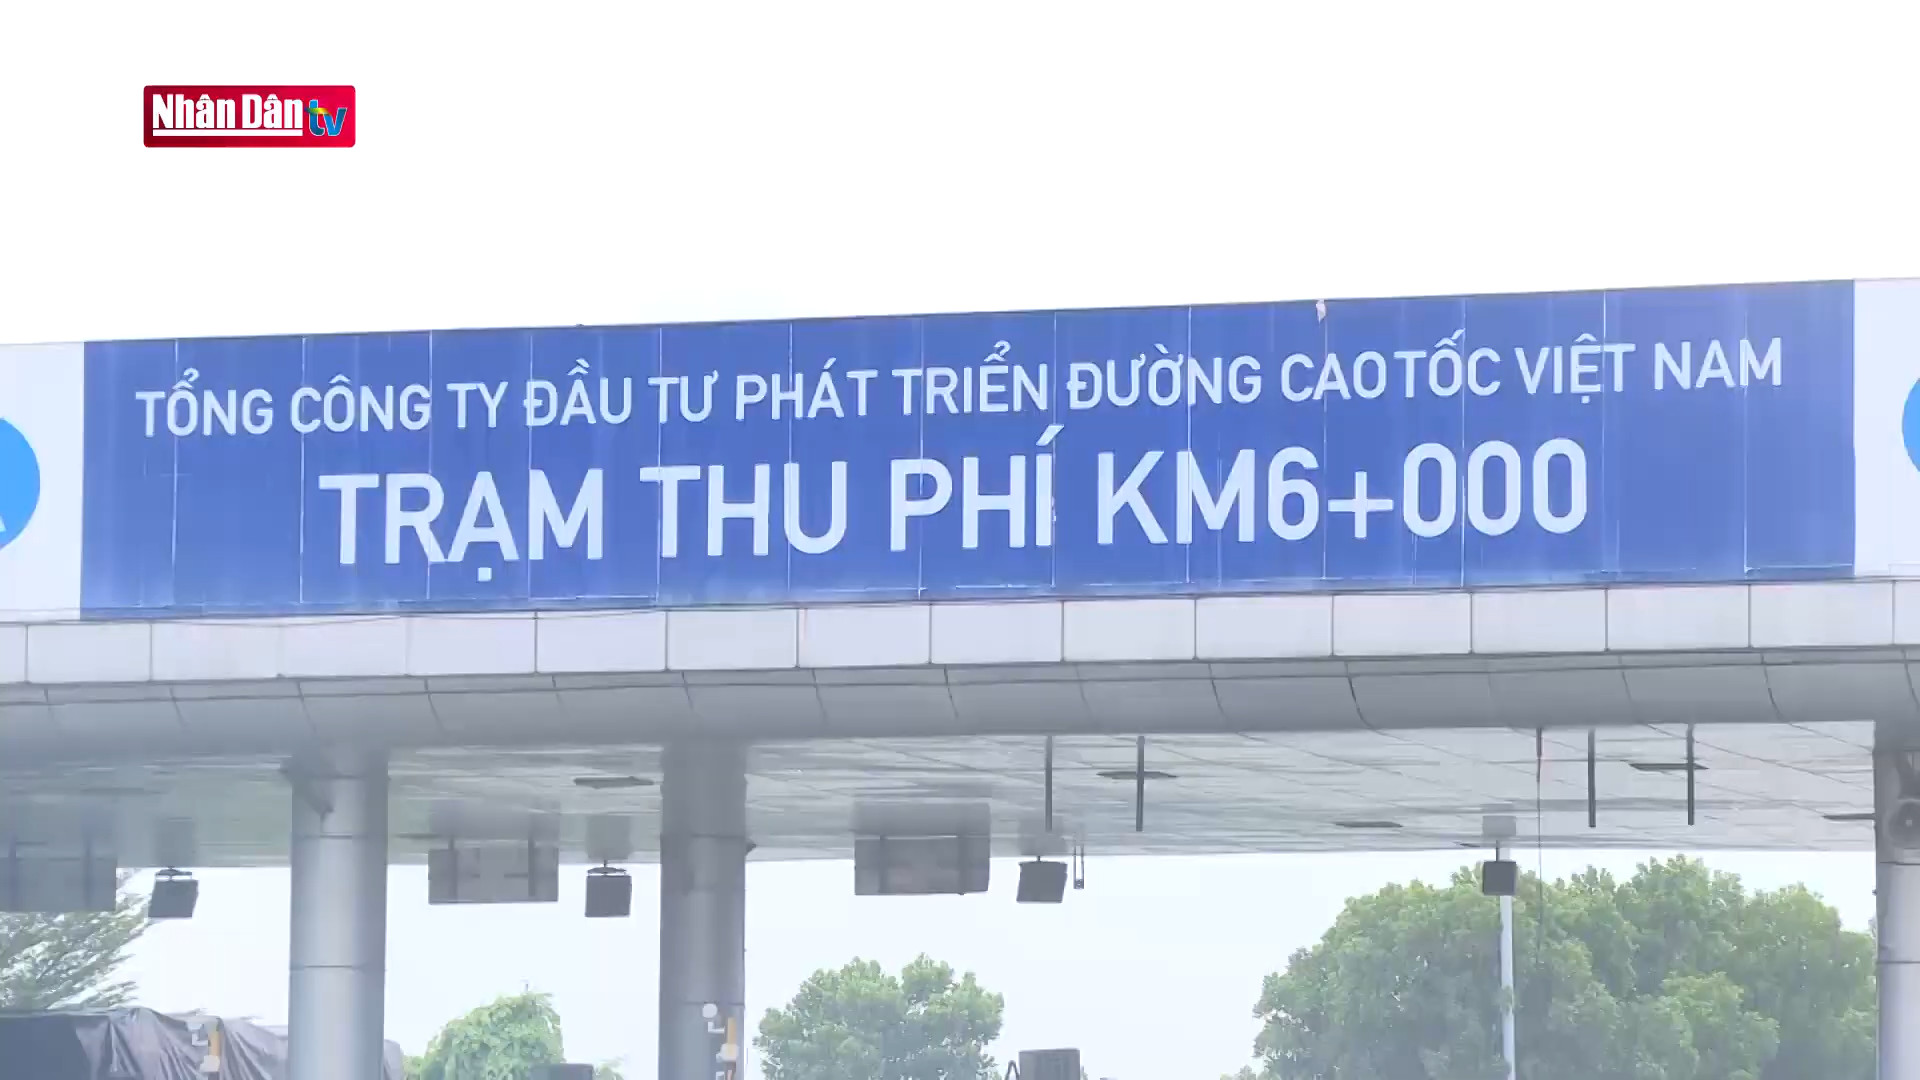 Nhân Dân tv
TỔNG CÔNG TY ĐẦU TƯ PHÁT TRIỂN ĐƯỜNG CAO TỐC VIỆT NAM
TRẠM THU PHÍ KM6+000